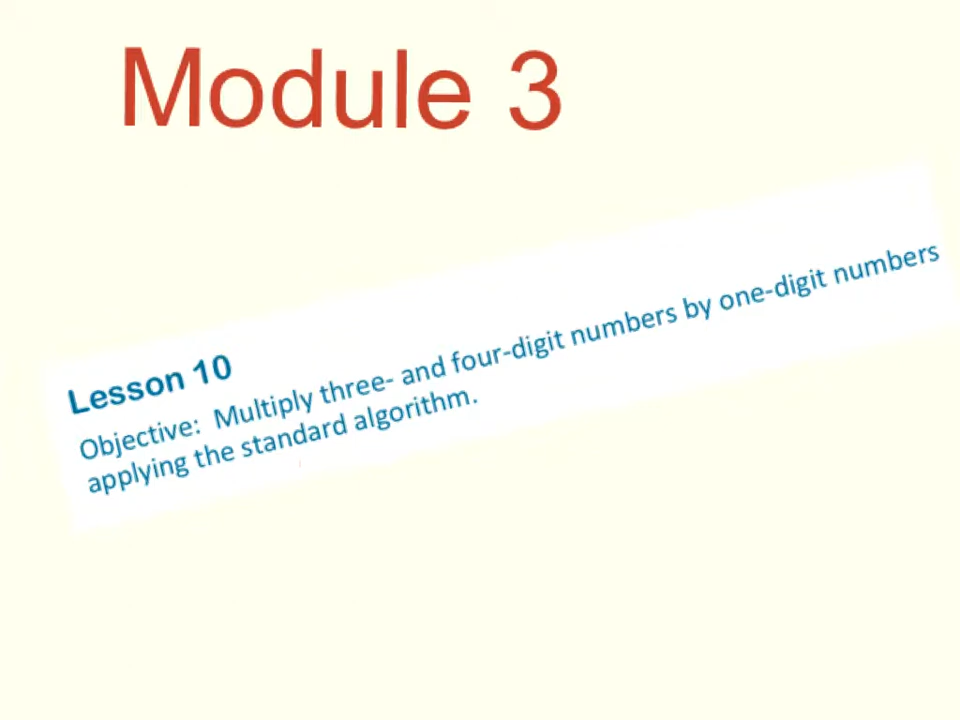 Module 3
Lesson 10
Objective:  Multiply three- and four-digit numbers by one-digit numbers
applying the standard algorithm.